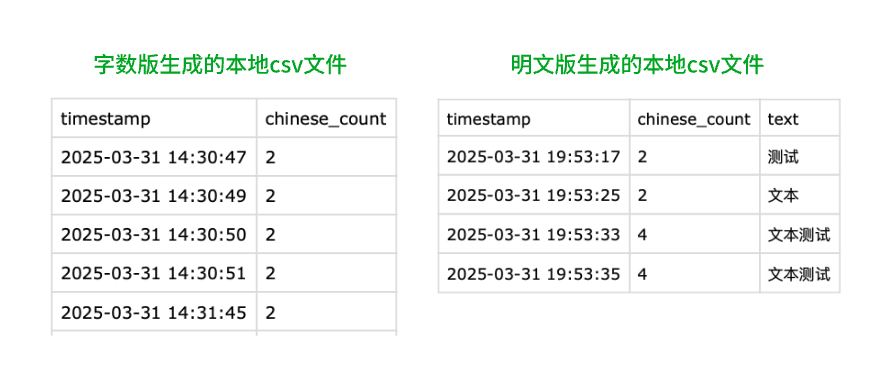 字数版生成的本地csv文件
timestamp chinese_count
2025-03-31 14:30:47 2
2025-03-31 14:30:49 2
2025-03-31 14:30:50 2
2025-03-31 14:30:51 2
2025-03-31 14:31:45 2
明文版生成的本地csv文件
timestamp chinese_count text
2025-03-31 19:53:17 2 测试
2025-03-31 19:53:25 2 文本
2025-03-31 19:53:33 4 文本测试
2025-03-31 19:53:35 4 文本测试